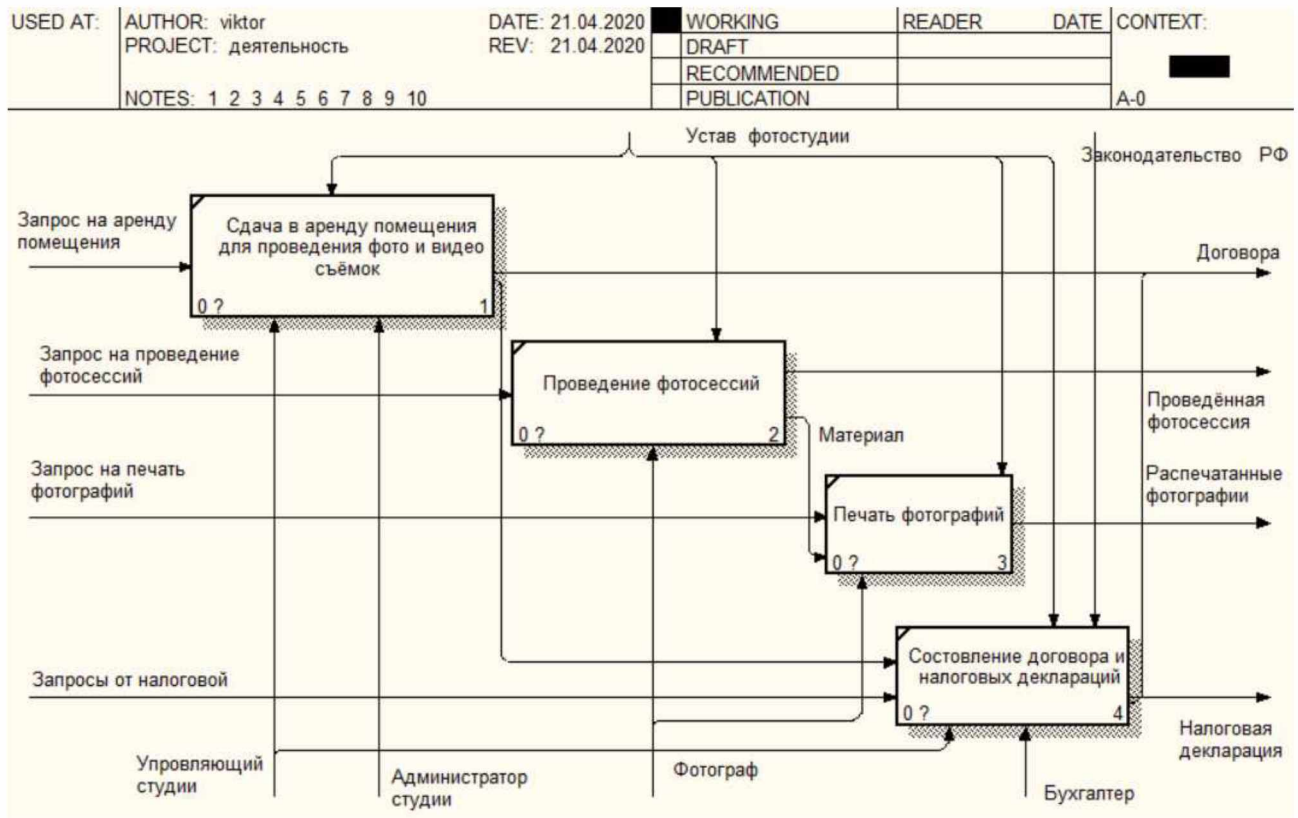 USED AT: AUTHOR: viktor DATE: 21.04.2020 WORKING READER DATE CONTEXT:
PROJECT: деятельность REV: 21.04.2020 DRAFT
RECOMMENDED
NOTES: 1 2 3 4 5 6 7 8 9 10 PUBLICATION A-0
Устав фотостудии
Законодательство РФ
Запрос на аренду
помещения
Сдача в аренду помещения
для проведения фото и видео
съёмок
0 ? 1
Договора
Запрос на проведение
фотосессий
Проведение фотосессий
0 ? 2
Проведённая
фотосессия
Материал
Запрос на печать
фотографий
Печать фотографий
0 ? 3
Распечатанные
фотографии
Запросы от налоговой
Состовление договора и
налоговых деклараций
0 ? 4
Налоговая
декларация
Упровляющий
студии
Администратор
студии
Фотограф
Бухгалтер